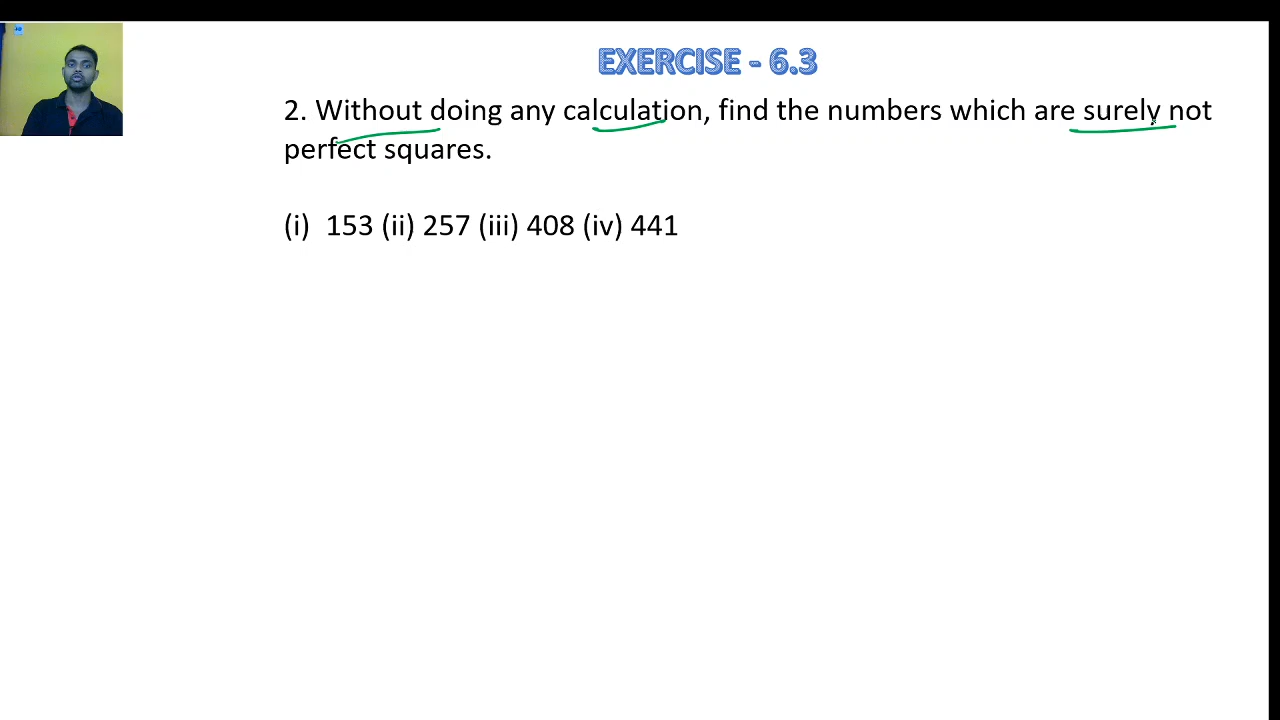 EXERCISE - 6.3
2. Without doing any calculation, find the numbers which are surely not
perfect squares.
(i) 153 (ii) 257 (iii) 408 (iv) 441